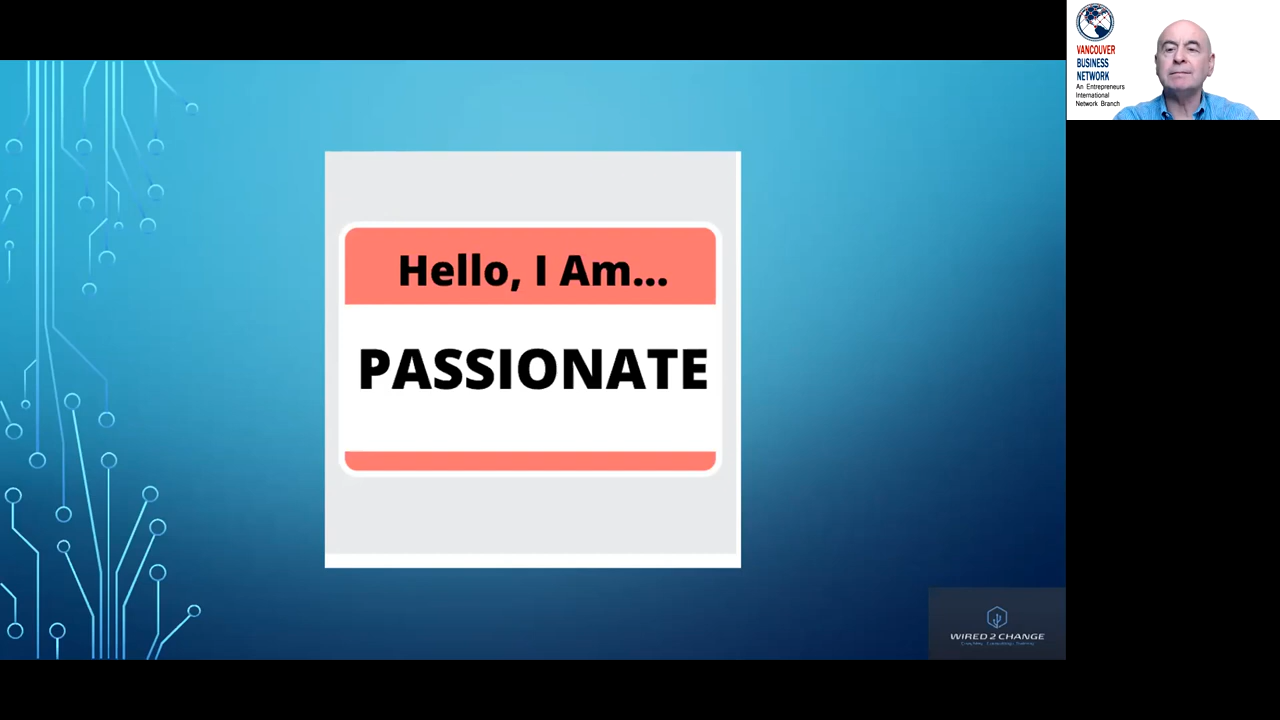 Hello, I Am...
PASSIONATE
WIRED 2 CHANGE
VANCOUVER
BUSINESS
NETWORK
An Entrepreneurs
International
Network Branch